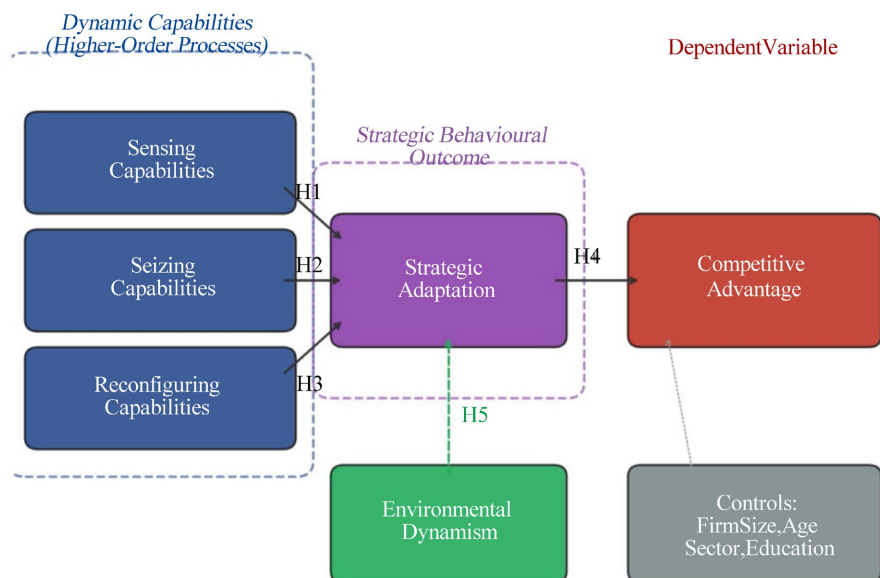 Dynamic Capabilities
(Higher-Order Processes)
DependentVariable
Sensing
Capabilities
Strategic Behavioural
Outcome
H1
Seizing
Capabilities
H2
Strategic
Adaptation
H4
Competitive
Advantage
Reconfiguring
Capabilities
H3
H5
Environmental
Dynamism
Controls:
FirmSize,Age
Sector,Education